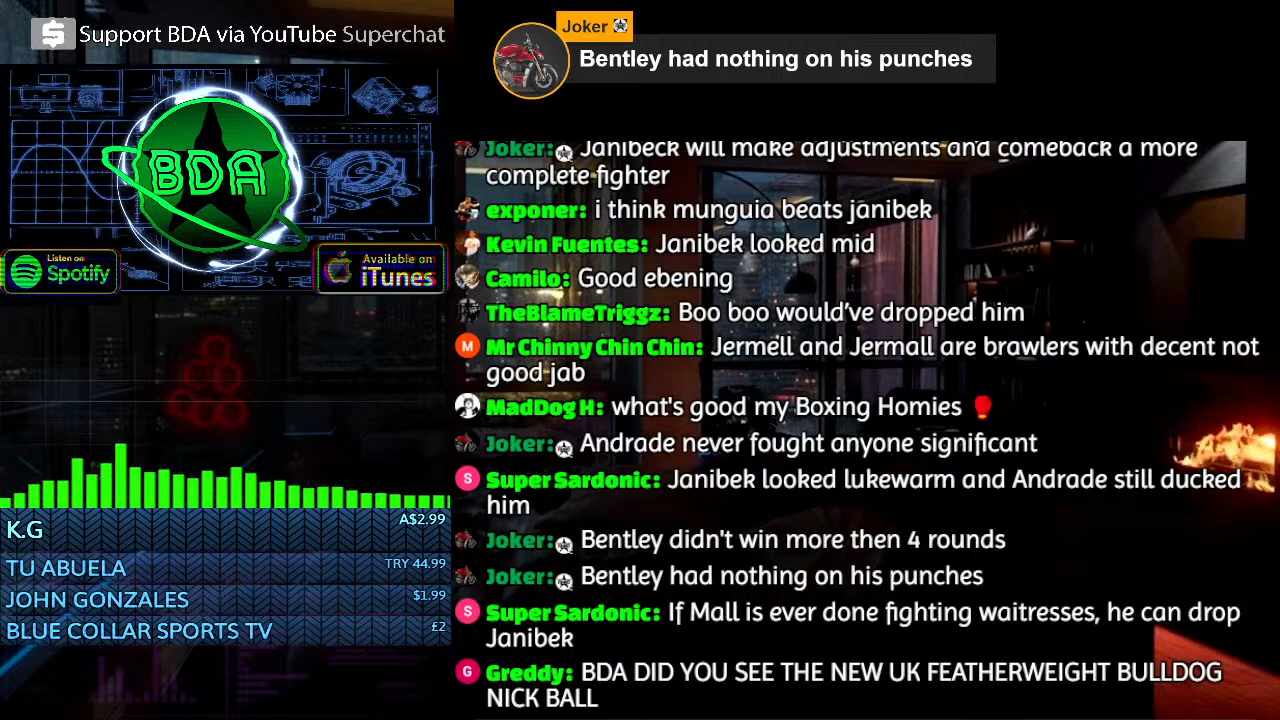 Support BDA via YouTube Superchat
BDA
Listen on
Spotify
Available on
iTunes
K.G A$2.99
TU ABUELA TRY 44.99
JOHN GONZALES $1.99
BLUE COLLAR SPORTS TV £2
Joker
Bentley had nothing on his punches
Joker: Janibeck will make adjustments and comeback a more
complete fighter
exponer: i think munguia beats janibek
Kevin Fuentes: Janibek looked mid
Camilo: Good ebening
TheBlameTriggz: Boo boo would've dropped him
M Mr Chinny Chin Chin: Jermell and Jermall are brawlers with decent not
good jab
MadDog H: what's good my Boxing Homies 🥊
Joker: Andrade never fought anyone significant
S Super Sardonic: Janibek looked lukewarm and Andrade still ducked
him
Joker: Bentley didn't win more then 4 rounds
Joker: Bentley had nothing on his punches
S Super Sardonic: If Mall is ever done fighting waitresses, he can drop
Janibek
G Greddy: BDA DID YOU SEE THE NEW UK FEATHERWEIGHT BULLDOG
NICK BALL